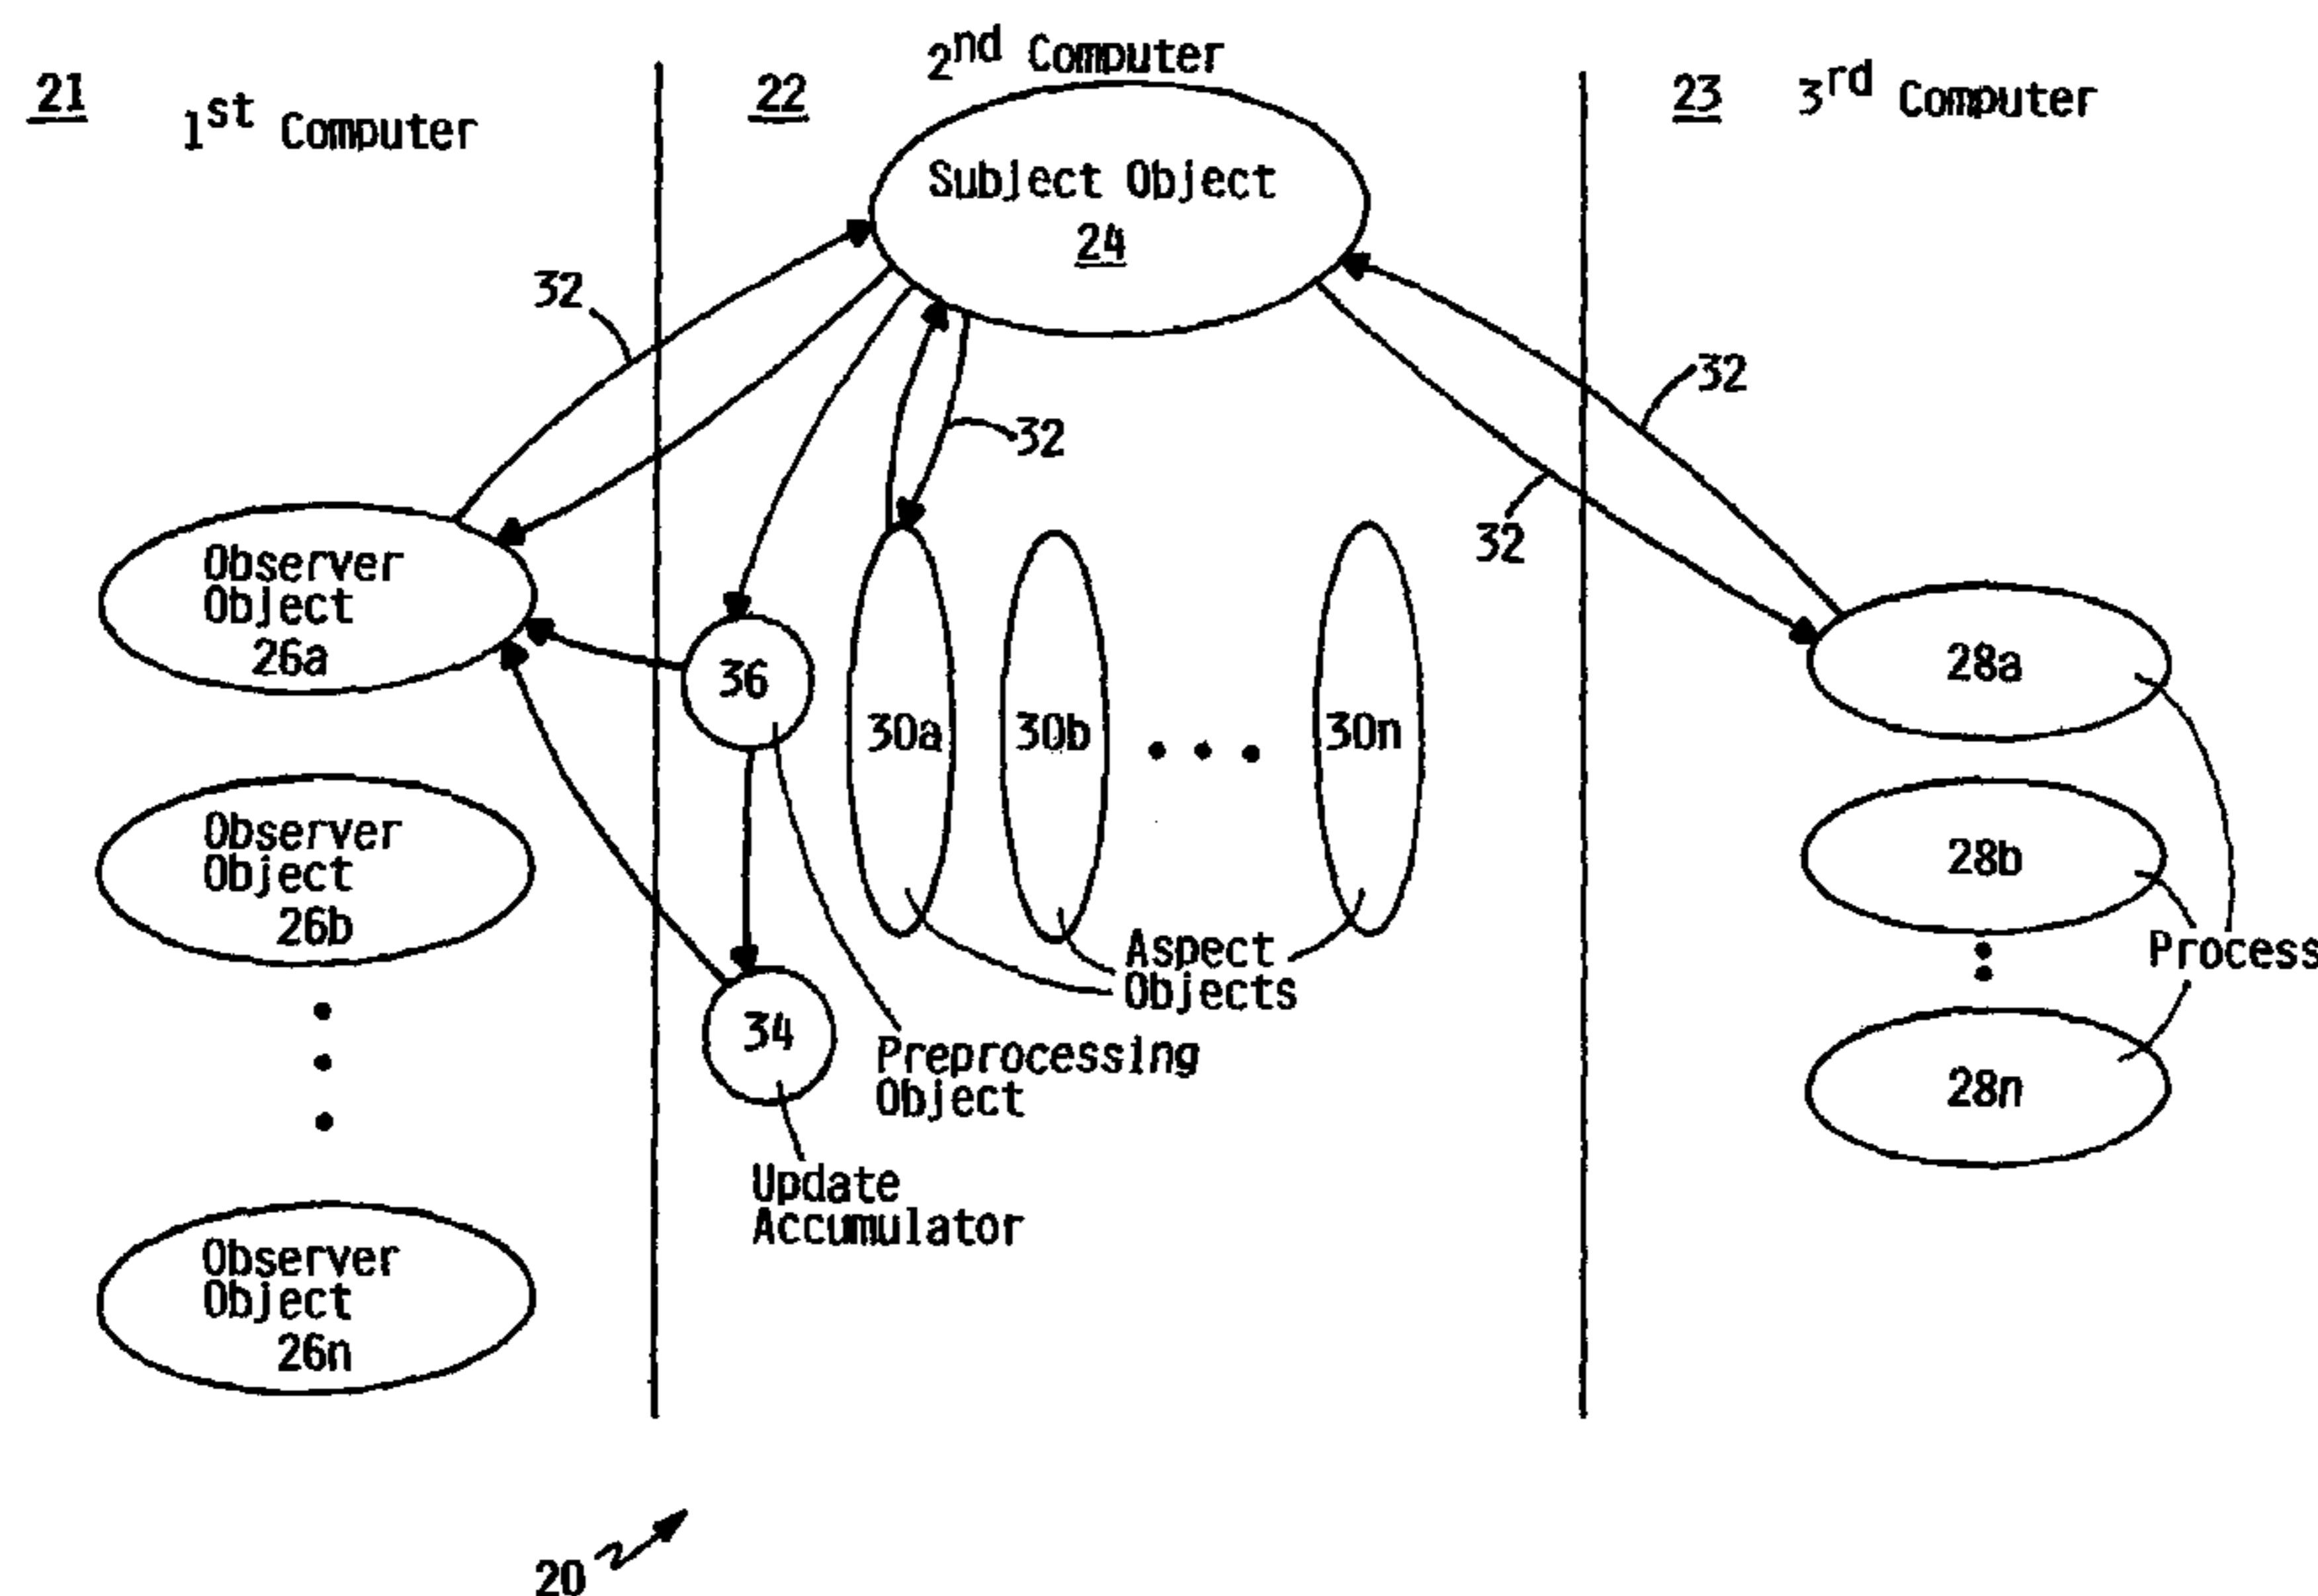 21
1st Computer
22
2nd Computer
23
3rd Computer
Subject Object
24
32
32
32
32
Observer
Object
26a
36
30a
30b
30n
28a
Observer
Object
26b
28b
Process
Aspect
Objects
34
Preprocessing
Object
28n
Update
Accumulator
Observer
Object
26n
20